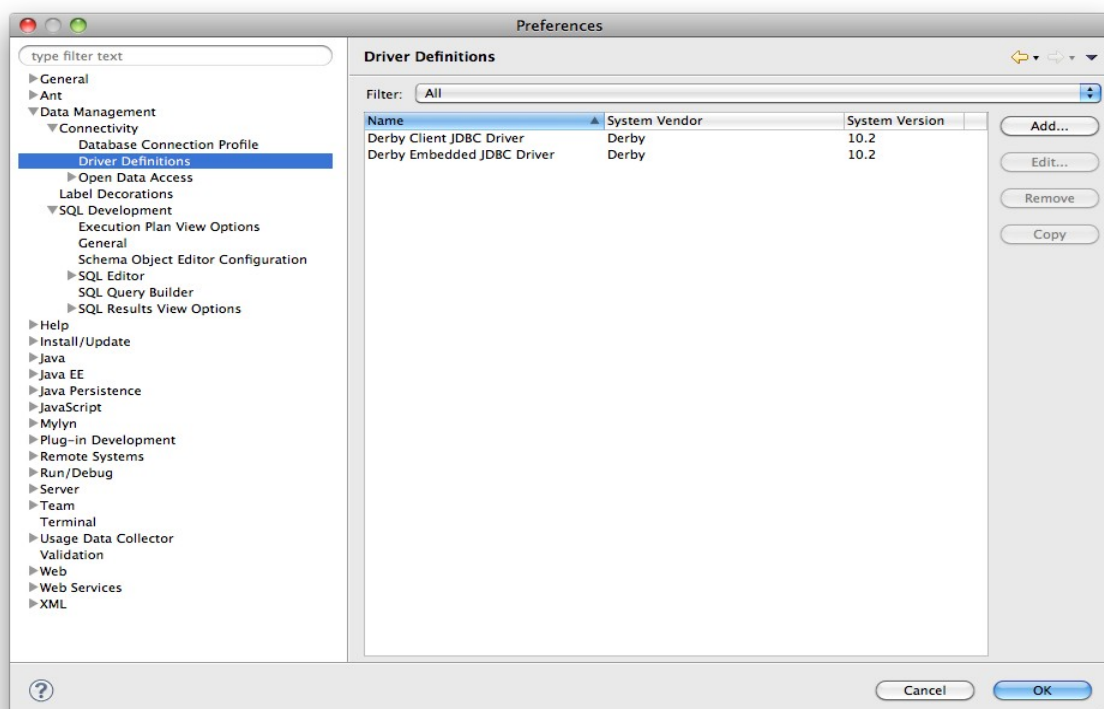 Preferences
type filter text
General
Ant
Data Management
Connectivity
Database Connection Profile
Driver Definitions
Open Data Access
Label Decorations
SQL Development
Execution Plan View Options
General
Schema Object Editor Configuration
SQL Editor
SQL Query Builder
SQL Results View Options
Help
Install/Update
Java
Java EE
Java Persistence
JavaScript
Mylyn
Plug-in Development
Remote Systems
Run/Debug
Server
Team
Terminal
Usage Data Collector
Validation
Web
Web Services
XML
Driver Definitions
Filter: All
Name System Vendor System Version
Derby Client JDBC Driver Derby 10.2
Derby Embedded JDBC Driver Derby 10.2
Add...
Edit...
Remove
Copy
?
Cancel OK